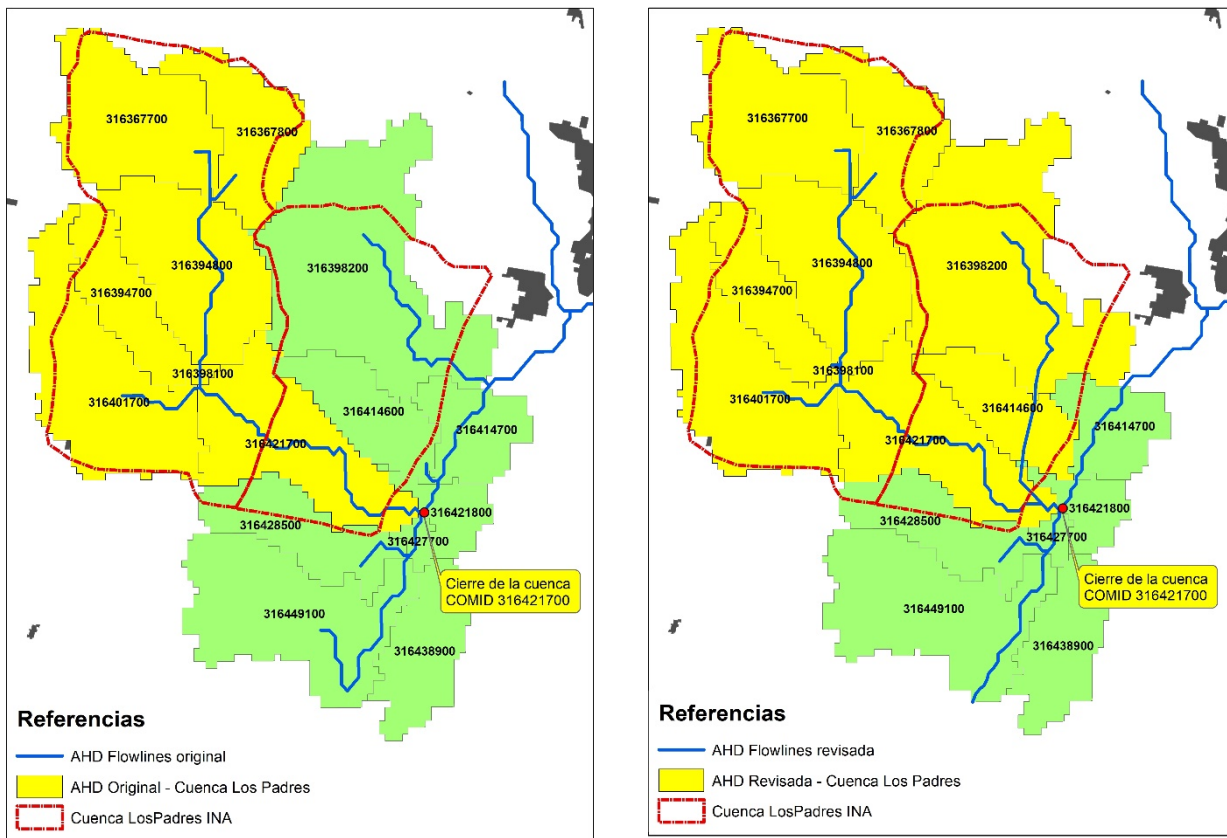 316367700
316367800
316394800
316398200
316394700
316398100
316401700
316414600
316414700
316421700
316421800
316428500
316427700
Cierre de la cuenca
COMID 316421700
316449100
316438900
Referencias
AHD Flowlines original
AHD Original - Cuenca Los Padres
Cuenca LosPadres INA
316367700
316367800
316394800
316398200
316394700
316398100
316401700
316414600
316414700
316421700
316421800
316428500
316427700
Cierre de la cuenca
COMID 316421700
316449100
316438900
Referencias
AHD Flowlines revisada
AHD Revisada - Cuenca Los Padres
Cuenca LosPadres INA